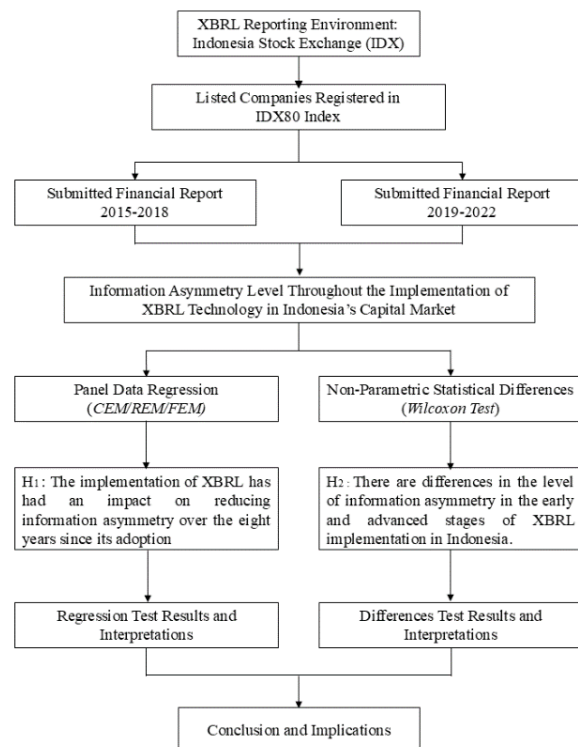 XBRL Reporting Environment:
Indonesia Stock Exchange (IDX)
Listed Companies Registered in
IDX80 Index
Submitted Financial Report
2015-2018
Submitted Financial Report
2019-2022
Information Asymmetry Level Throughout the Implementation of
XBRL Technology in Indonesia's Capital Market
Panel Data Regression
(CEM/REM/FEM)
Non-Parametric Statistical Differences
(Wilcoxon Test)
H1: The implementation of XBRL has
had an impact on reducing
information asymmetry over the eight
years since its adoption
H2: There are differences in the level
of information asymmetry in the early
and advanced stages of XBRL
implementation in Indonesia.
Regression Test Results and
Interpretations
Differences Test Results and
Interpretations
Conclusion and Implications